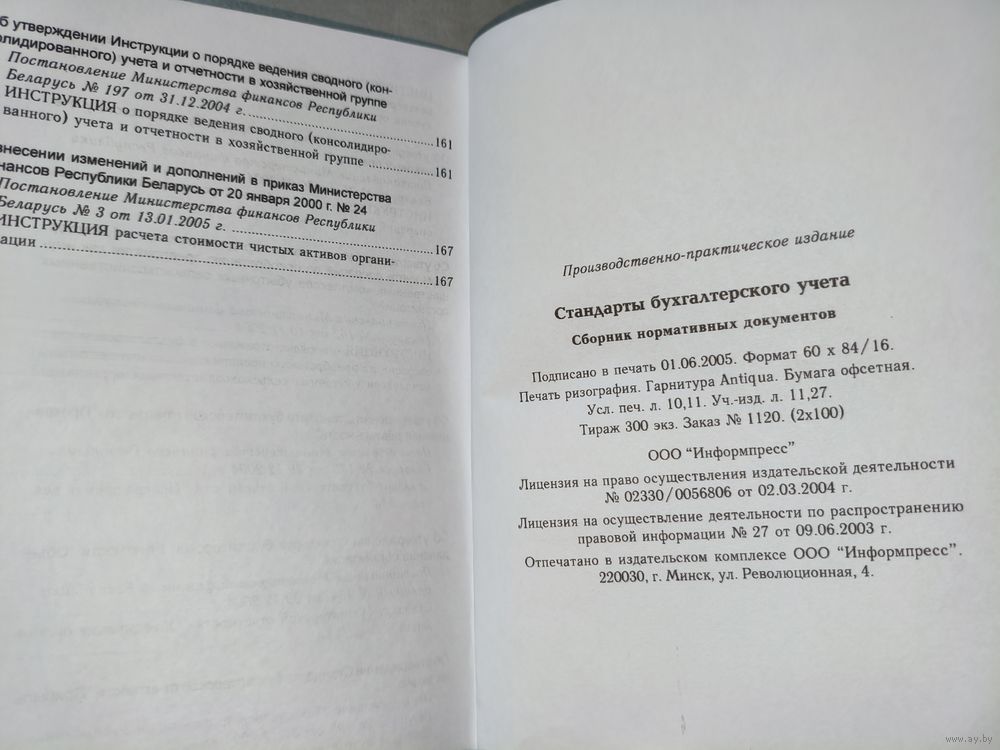 б утверждении Инструкции о порядке ведения сводного (кон-
олидированного) учета и отчетности в хозяйственной группе
Постановление Министерства финансов Республики
Беларусь № 197 от 31.12.2004 г. 161
ИНСТРУКЦИЯ о порядке ведения сводного (консолидиро-
ванного) учета и отчетности в хозяйственной группе 161
внесении изменений и дополнений в приказ Министерства
нансов Республики Беларусь от 20 января 2000 г. № 24
Постановление Министерства финансов Республики
Беларусь № 3 от 13.01.2005 г. 167
ИНСТРУКЦИЯ расчета стоимости чистых активов органи-
ации 167
Производственно-практическое издание
Стандарты бухгалтерского учета
Сборник нормативных документов
Подписано в печать 01.06.2005. Формат 60 х 84/16.
Печать ризография. Гарнитура Antiqua. Бумага офсетная.
Усл. печ. л. 10,11. Уч.-изд. л. 11,27.
Тираж 300 экз. Заказ № 1120. (2x100)
ООО “Информпресс”
Лицензия на право осуществления издательской деятельности
№ 02330/0056806 от 02.03.2004 г.
Лицензия на осуществление деятельности по распространению
правовой информации № 27 от 09.06.2003 г.
Отпечатано в издательском комплексе ООО “Информпресс”.
220030, г. Минск, ул. Революционная, 4.
www.ay.by